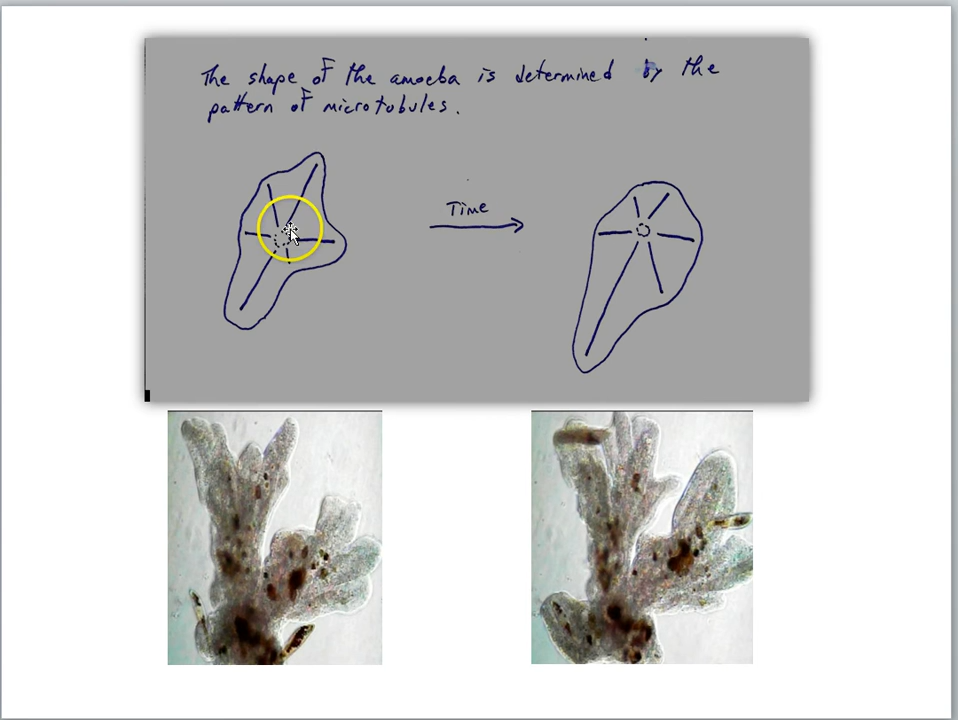 The shape of the amoeba is determined by the
pattern of microtubules.
Time